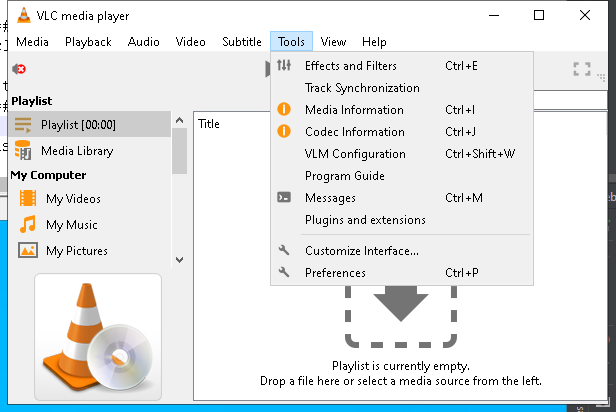 VLC media player
Media Playback Audio Video Subtitle Tools View Help
Effects and Filters Ctrl+E
Track Synchronization
Media Information Ctrl+I
Codec Information Ctrl+J
VLM Configuration Ctrl+Shift+W
Program Guide
Messages Ctrl+M
Plugins and extensions
Customize Interface...
Preferences Ctrl+P
Playlist
Playlist [00:00]
Media Library
My Computer
My Videos
My Music
My Pictures
Title
Playlist is currently empty.
Drop a file here or select a media source from the left.